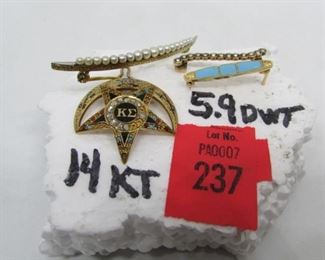 ΚΣ
5.9 DWT
14 KT
Lot No.
PA0007
237